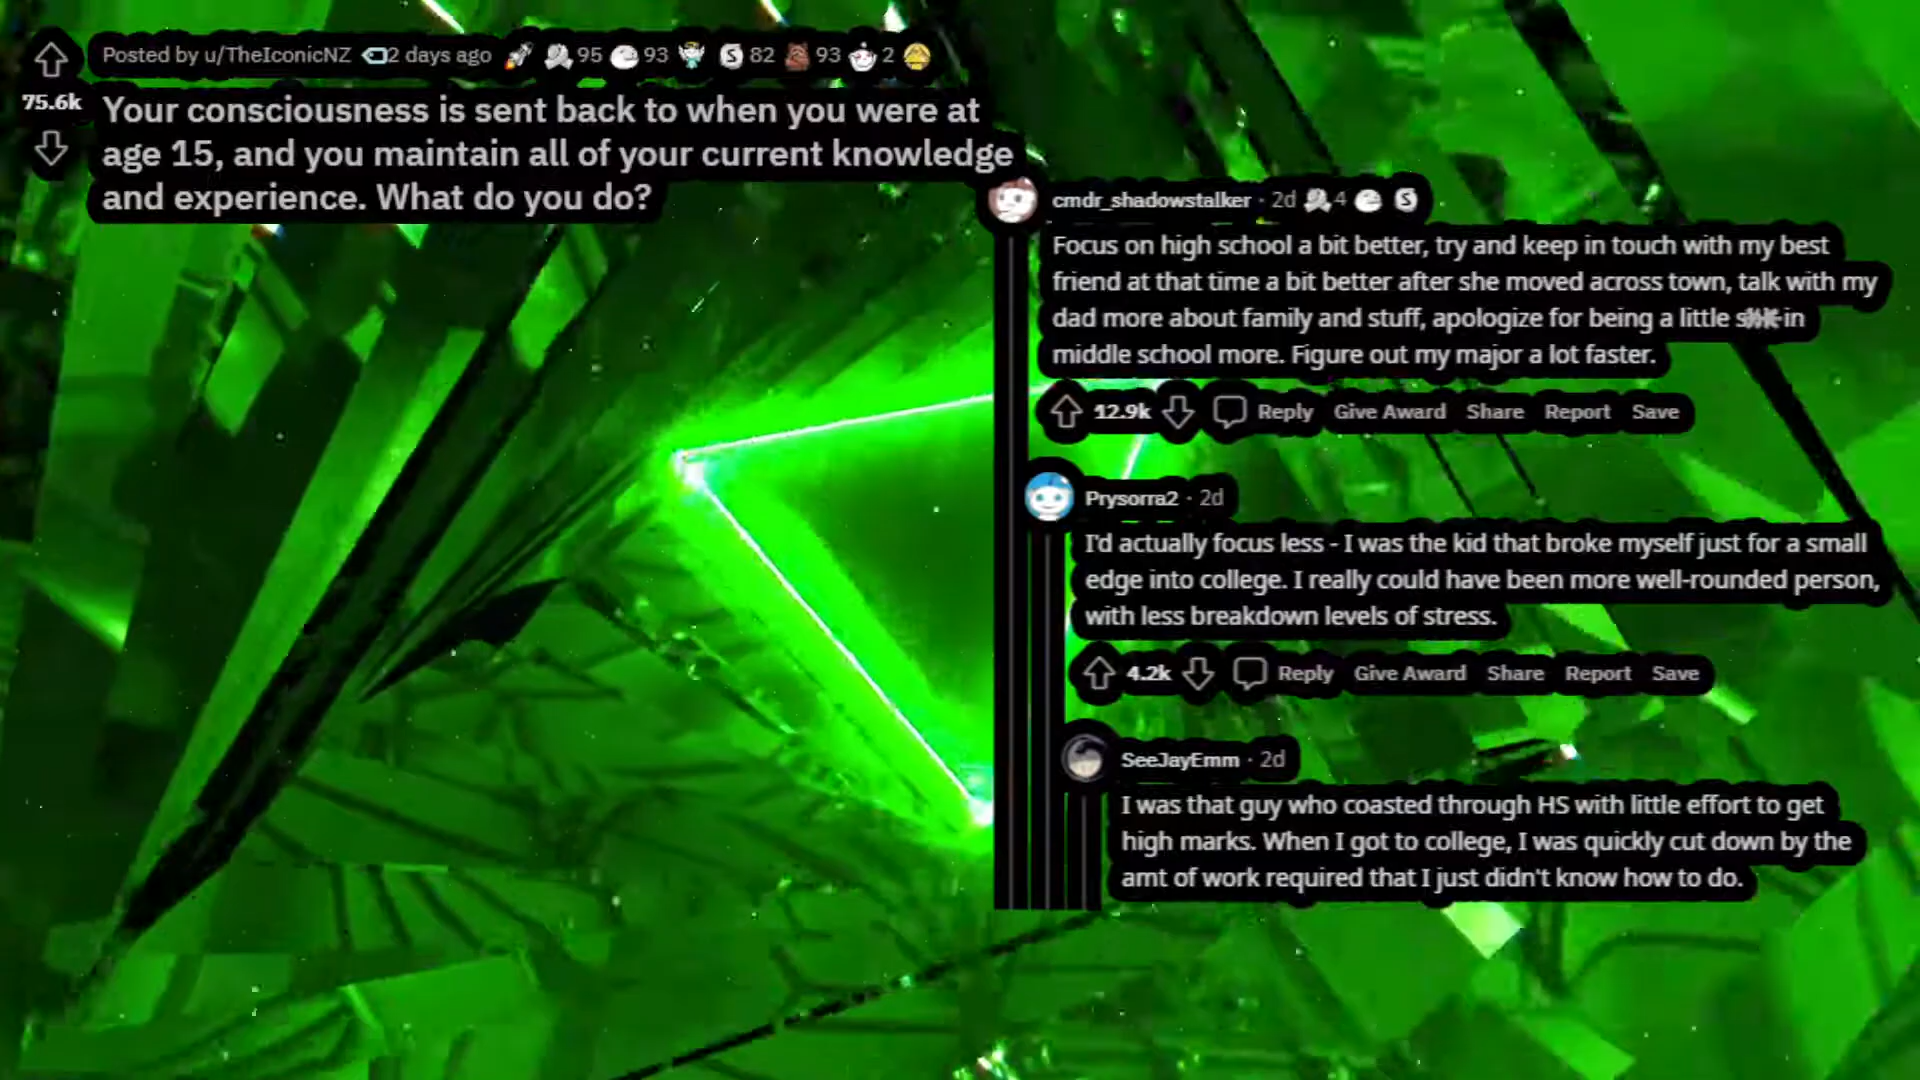 Posted by u/TheIconicNZ 2 days ago 95 93 82 93 2
75.6k
Your consciousness is sent back to when you were at
age 15, and you maintain all of your current knowledge
and experience. What do you do?
cmdr_shadowstalker · 2d 4
Focus on high school a bit better, try and keep in touch with my best
friend at that time a bit better after she moved across town, talk with my
dad more about family and stuff, apologize for being a little in
middle school more. Figure out my major a lot faster.
12.9k Reply Give Award Share Report Save
Prysorra2 · 2d
I'd actually focus less - I was the kid that broke myself just for a small
edge into college. I really could have been more well-rounded person,
with less breakdown levels of stress.
4.2k Reply Give Award Share Report Save
SeeJayEmm · 2d
I was that guy who coasted through HS with little effort to get
high marks. When I got to college, I was quickly cut down by the
amt of work required that I just didn't know how to do.